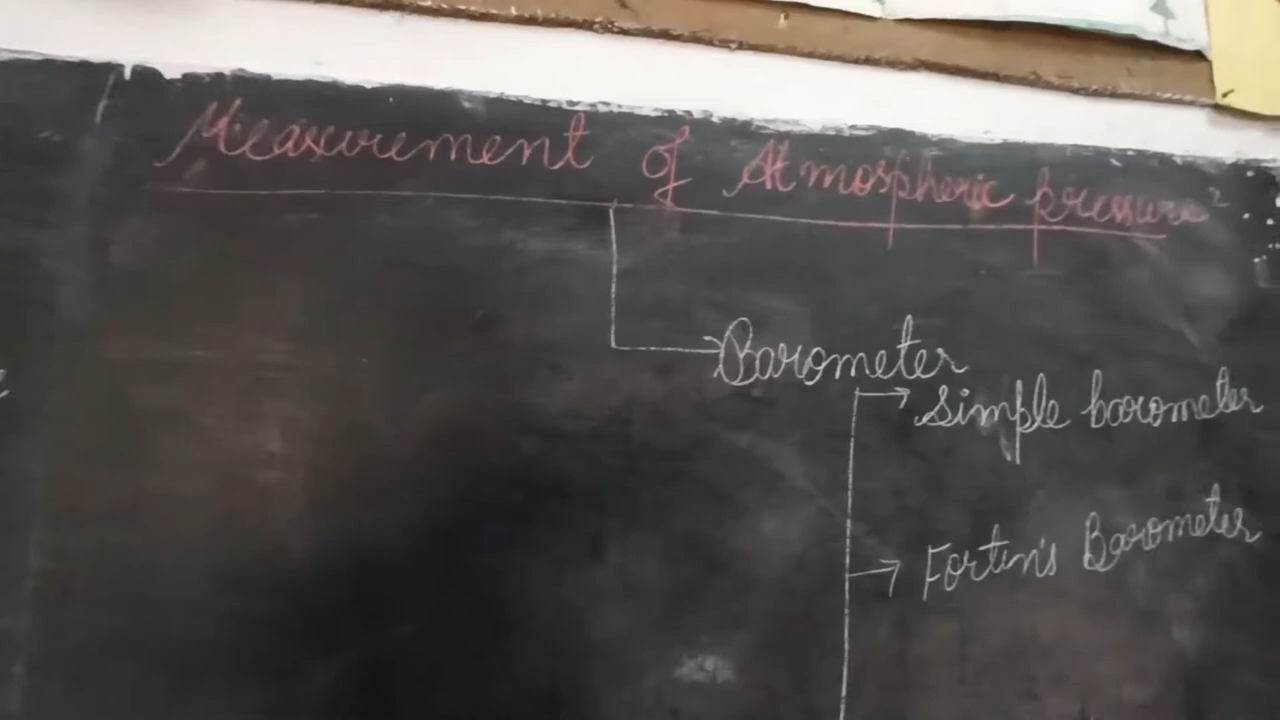 Measurement of Atmospheric pressure
Barometer
Simple barometer
Fortin's Barometer